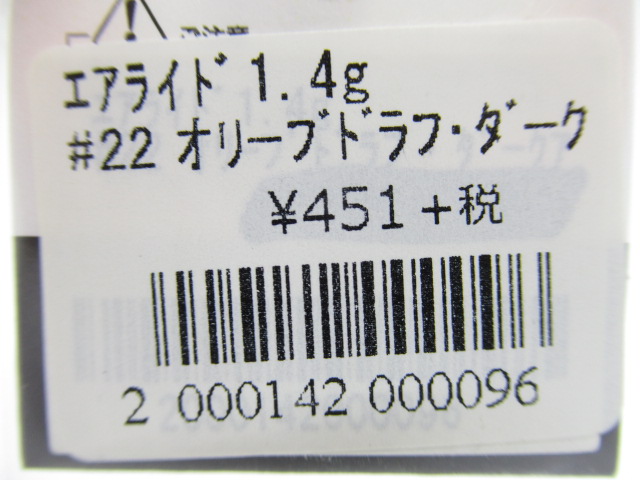 エアライド 1.4g
#22 オリーブドラフ・ダーク
¥451+税
2 000142 000096